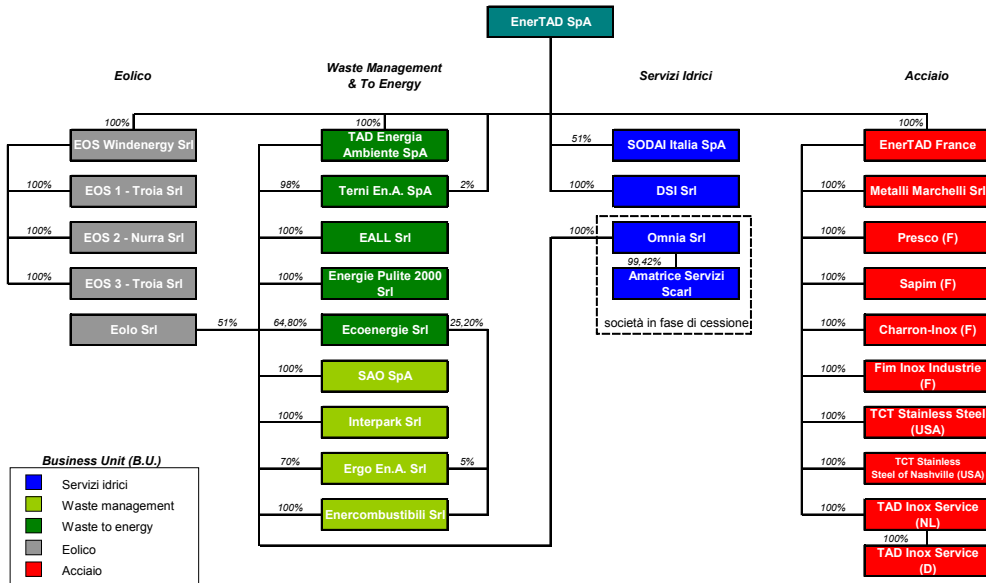 EnerTAD SpA
Eolico
Waste Management
& To Energy
Servizi Idrici
Acciaio
100%
EOS Windenergy Srl
100%
EOS 1 - Troia Srl
100%
EOS 2 - Nurra Srl
100%
EOS 3 - Troia Srl
Eolo Srl
51%
100%
TAD Energia
Ambiente SpA
98%
Terni En.A. SpA
2%
100%
EALL Srl
100%
Energie Pulite 2000
Srl
64,80%
Ecoenergie Srl
25,20%
100%
SAO SpA
100%
Interpark Srl
70%
Ergo En.A. Srl
5%
100%
Enercombustibili Srl
51%
SODAI Italia SpA
100%
DSI Srl
100%
Omnia Srl
99,42%
Amatrice Servizi
Scarl
società in fase di cessione
100%
EnerTAD France
100%
Metalli Marchelli Srl
100%
Presco (F)
100%
Sapim (F)
100%
Charron-Inox (F)
100%
Fim Inox Industrie
(F)
100%
TCT Stainless Steel
(USA)
100%
TCT Stainless
Steel of Nashville (USA)
100%
TAD Inox Service
(NL)
100%
TAD Inox Service
(D)
Business Unit (B.U.)
Servizi idrici
Waste management
Waste to energy
Eolico
Acciaio